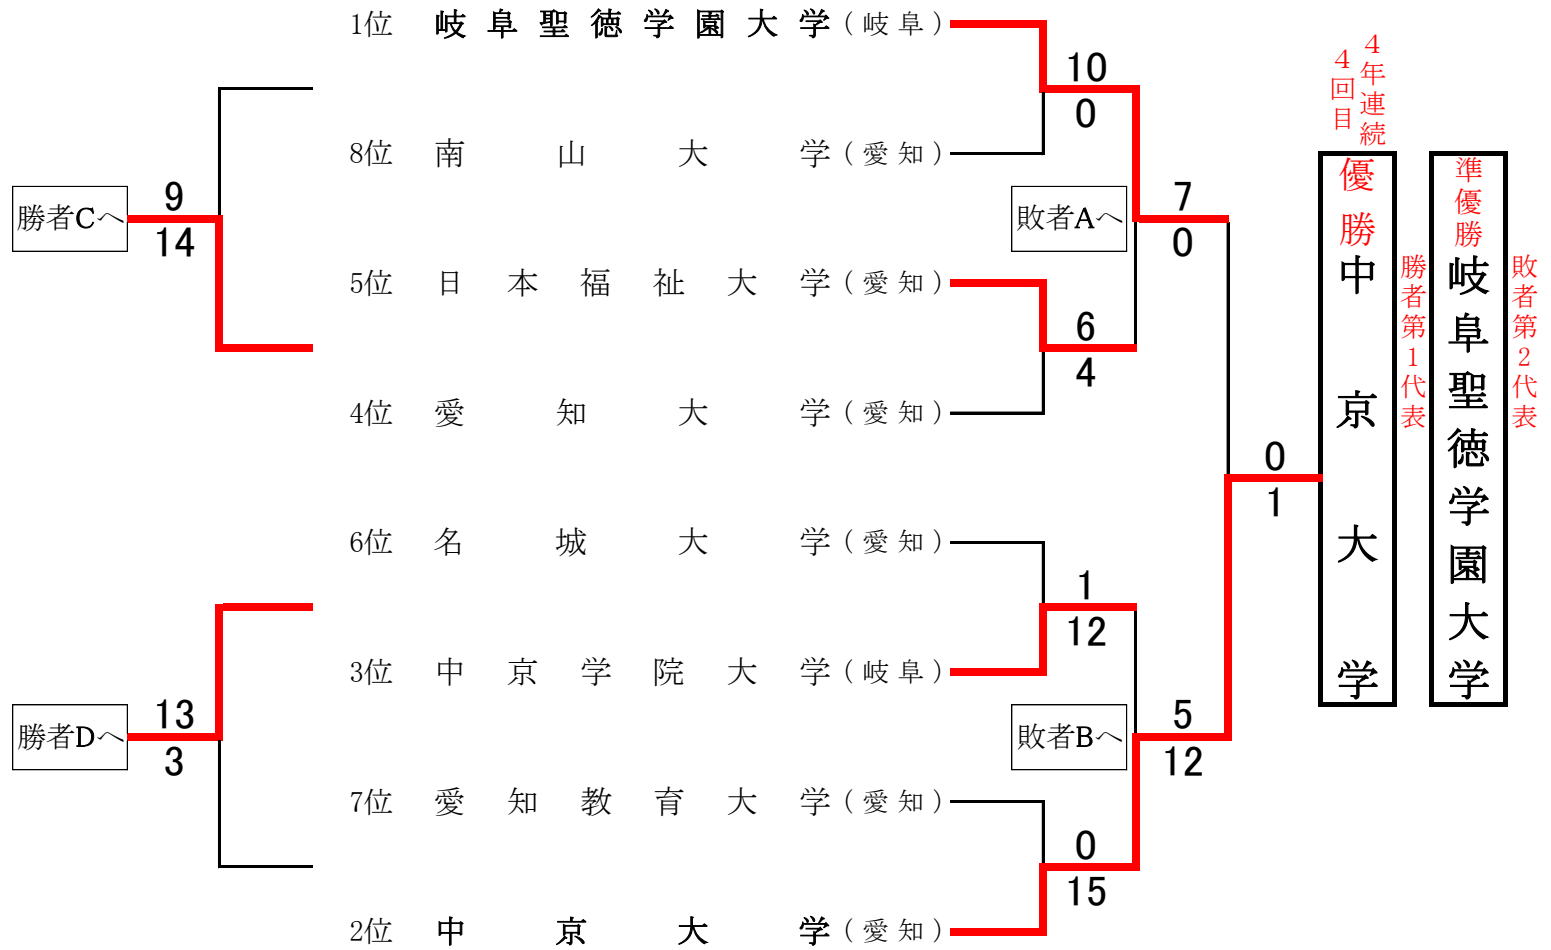 1位 岐阜聖徳学園大学(岐阜)
10
0
8位 南山大学(愛知)
勝者Cへ
9
14
敗者Aへ
7
0
5位 日本福祉大学(愛知)
6
4
4位 愛知大学(愛知)
0
1
6位 名城大学(愛知)
1
12
3位 中京学院大学(岐阜)
勝者Dへ
13
3
敗者Bへ
5
12
7位 愛知教育大学(愛知)
0
15
2位 中京大学(愛知)
4年連続
4回目
優勝
中京大学
勝者第1代表
準優勝
岐阜聖徳学園大学
敗者第2代表